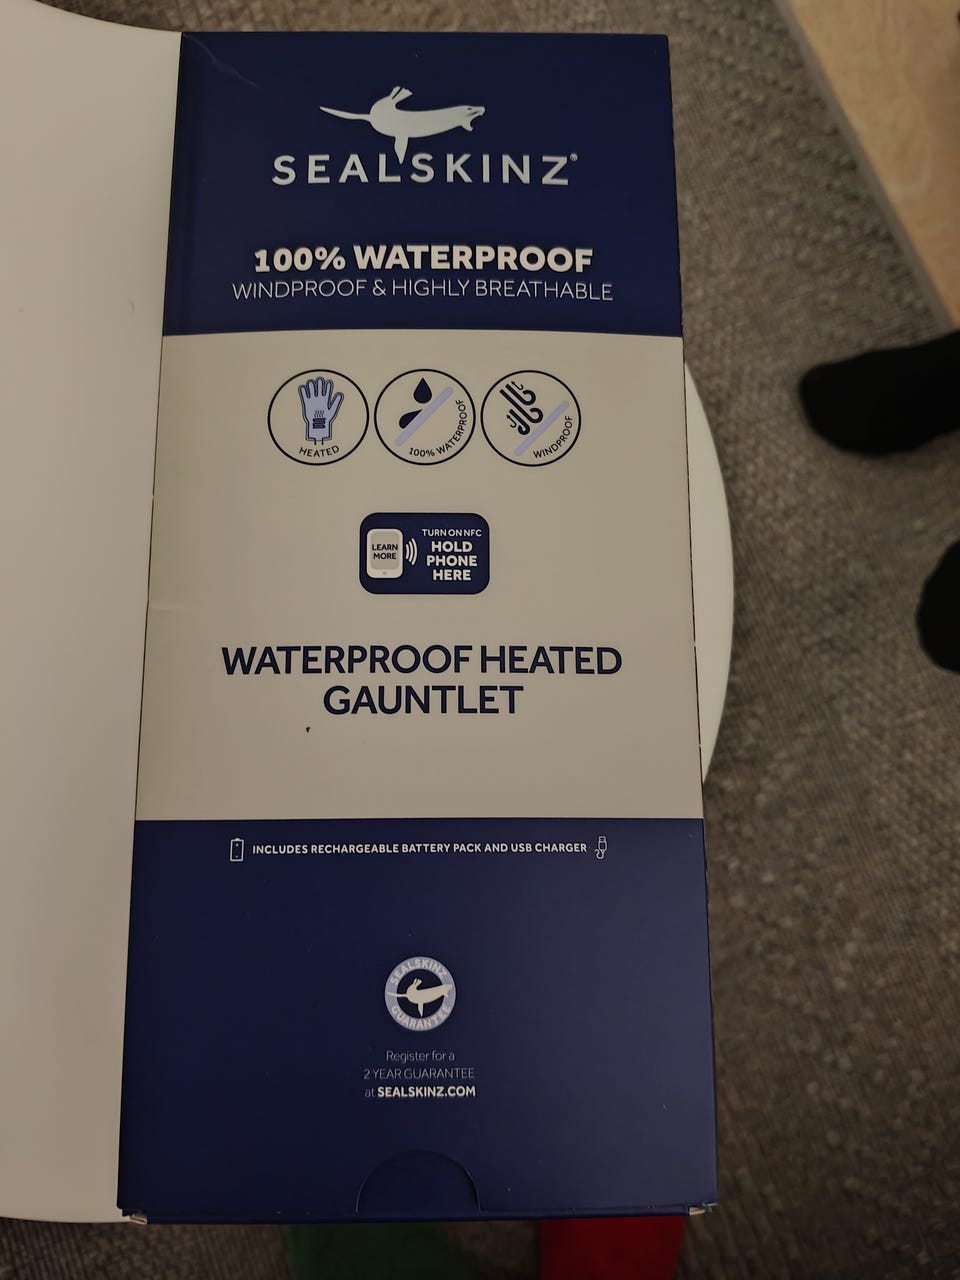 SEALSKINZ®
100% WATERPROOF
WINDPROOF & HIGHLY BREATHABLE
HEATED
100% WATERPROOF
WINDPROOF
LEARN
MORE
TURN ON NFC
HOLD
PHONE
HERE
WATERPROOF HEATED
GAUNTLET
INCLUDES RECHARGEABLE BATTERY PACK AND USB CHARGER
SEALSKINZ
GUARANTEE
Register for a
2 YEAR GUARANTEE
at SEALSKINZ.COM